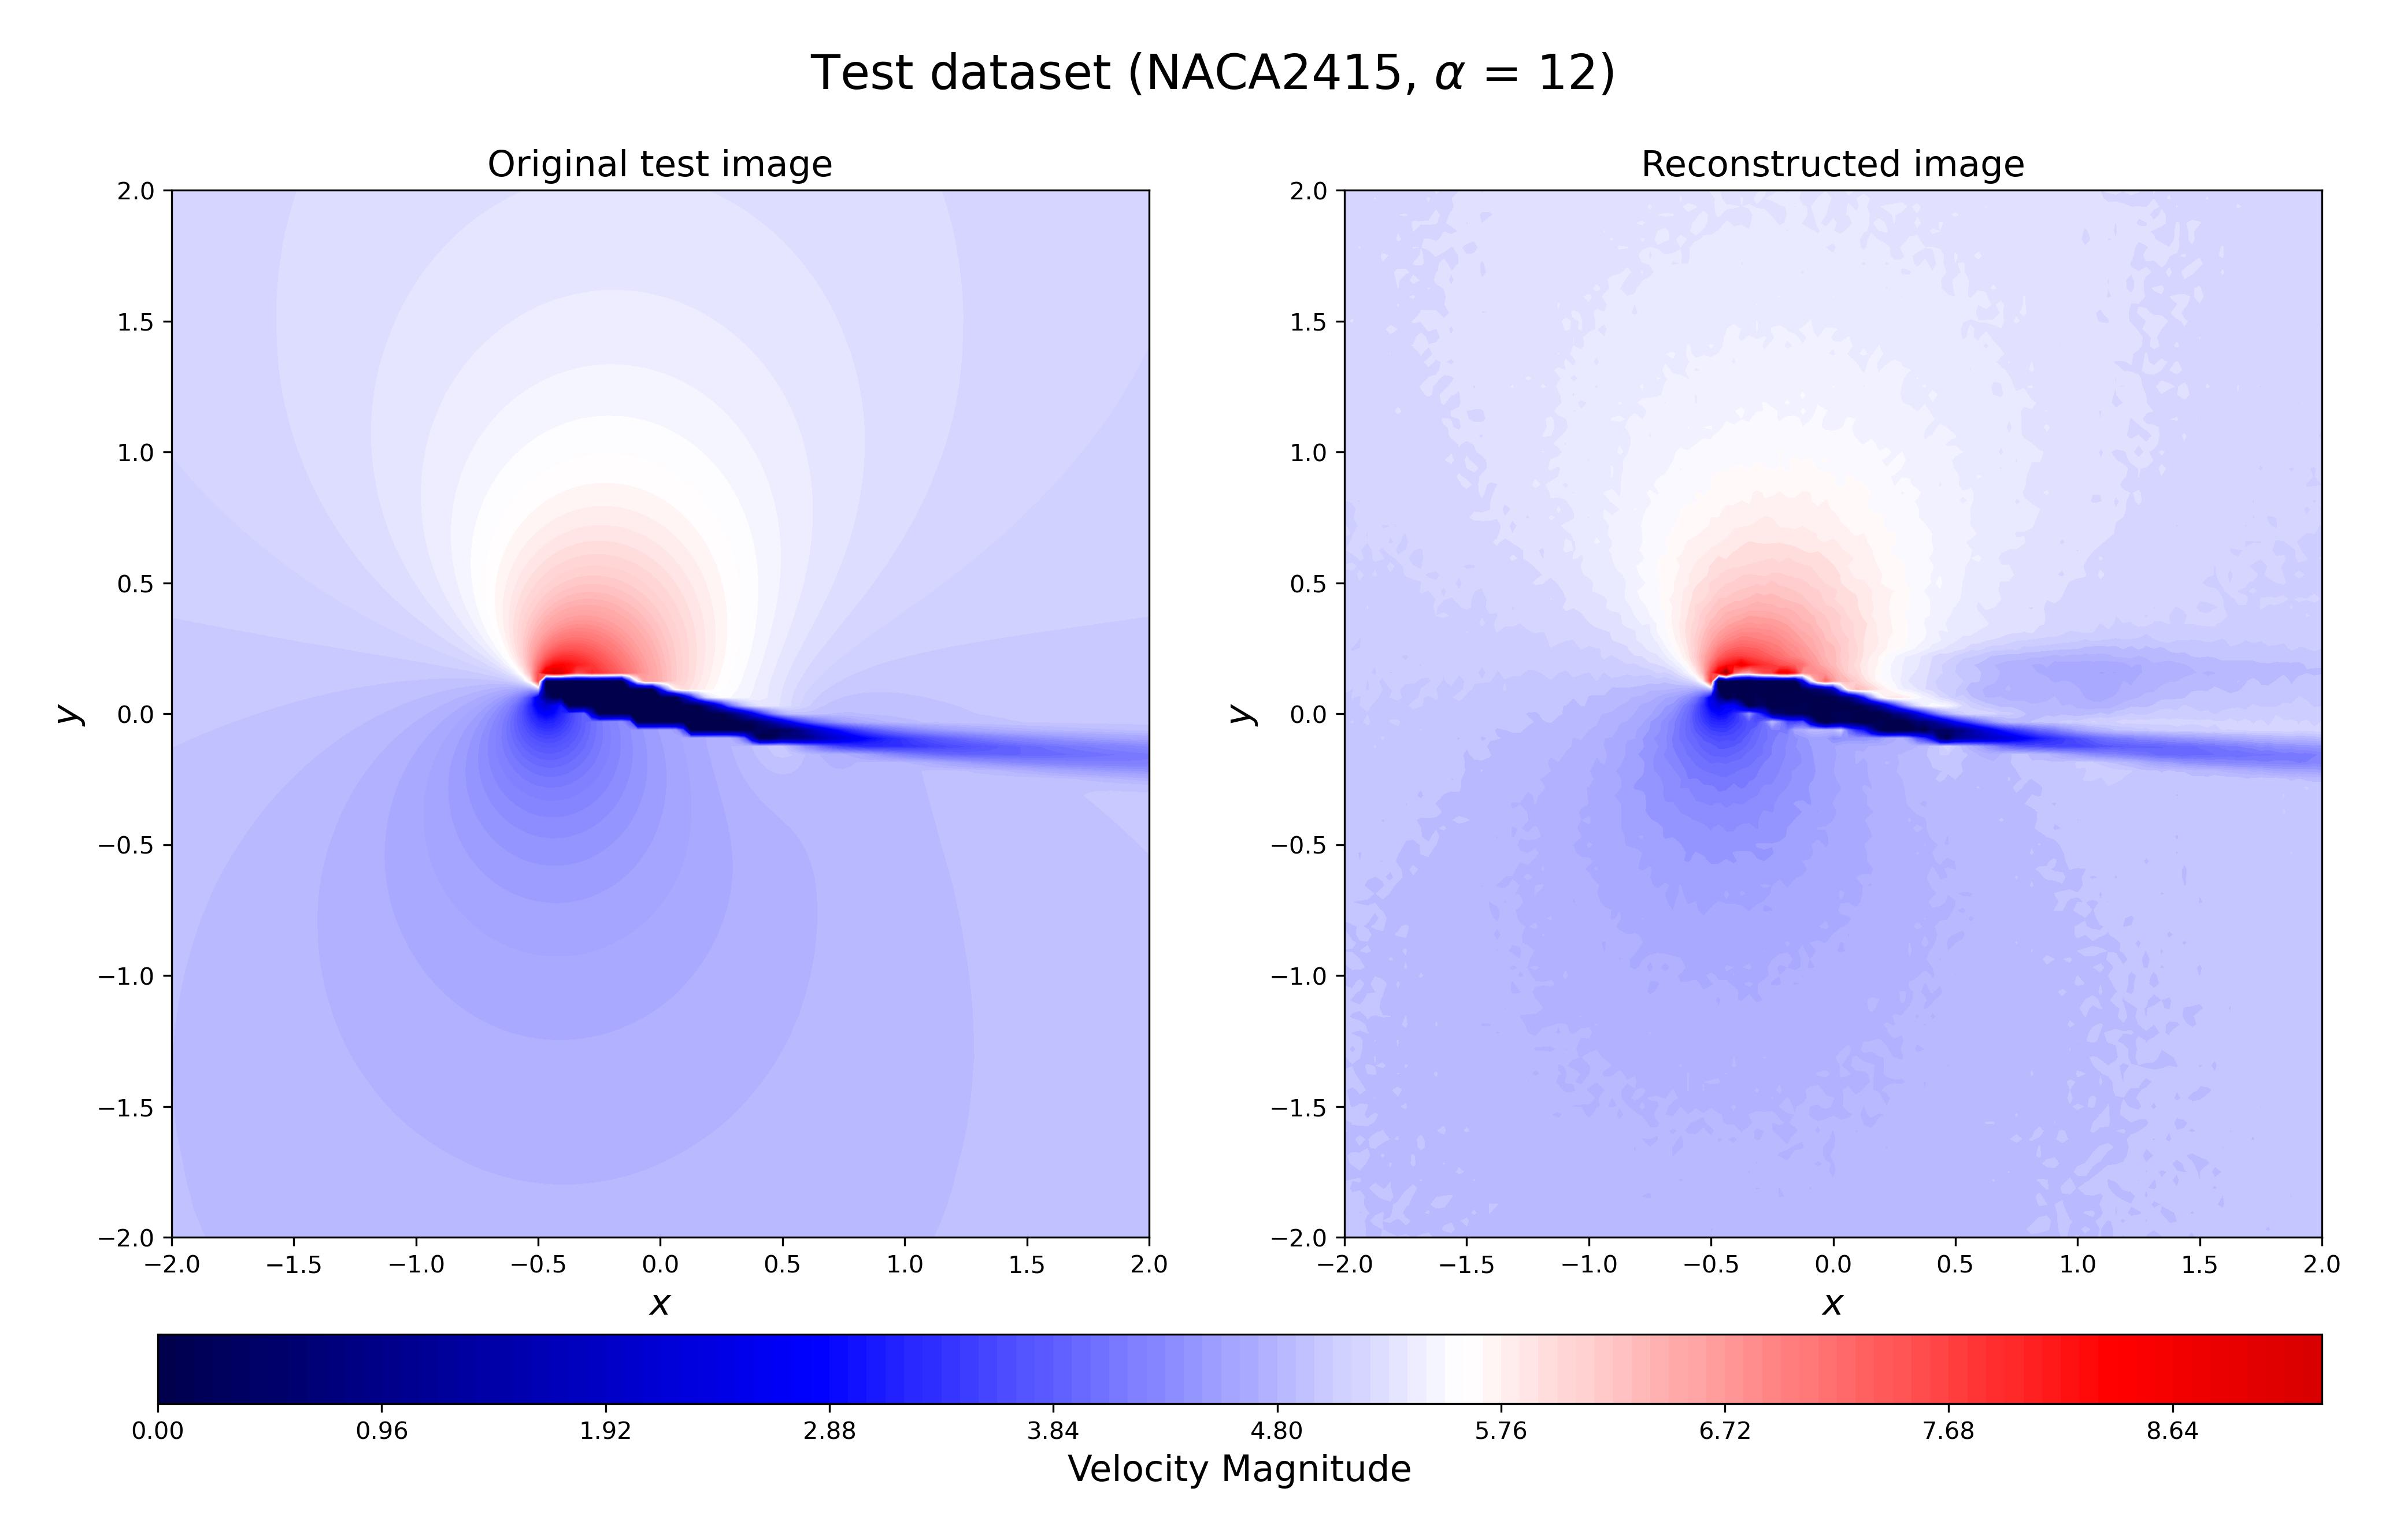 Test dataset (NACA2415, α = 12)
Original test image
Reconstructed image
2.0
1.5
1.0
0.5
0.0
−0.5
−1.0
−1.5
−2.0
y
−2.0 −1.5 −1.0 −0.5 0.0 0.5 1.0 1.5 2.0
x
2.0
1.5
1.0
0.5
0.0
−0.5
−1.0
−1.5
−2.0
y
−2.0 −1.5 −1.0 −0.5 0.0 0.5 1.0 1.5 2.0
x
0.00 0.96 1.92 2.88 3.84 4.80 5.76 6.72 7.68 8.64
Velocity Magnitude